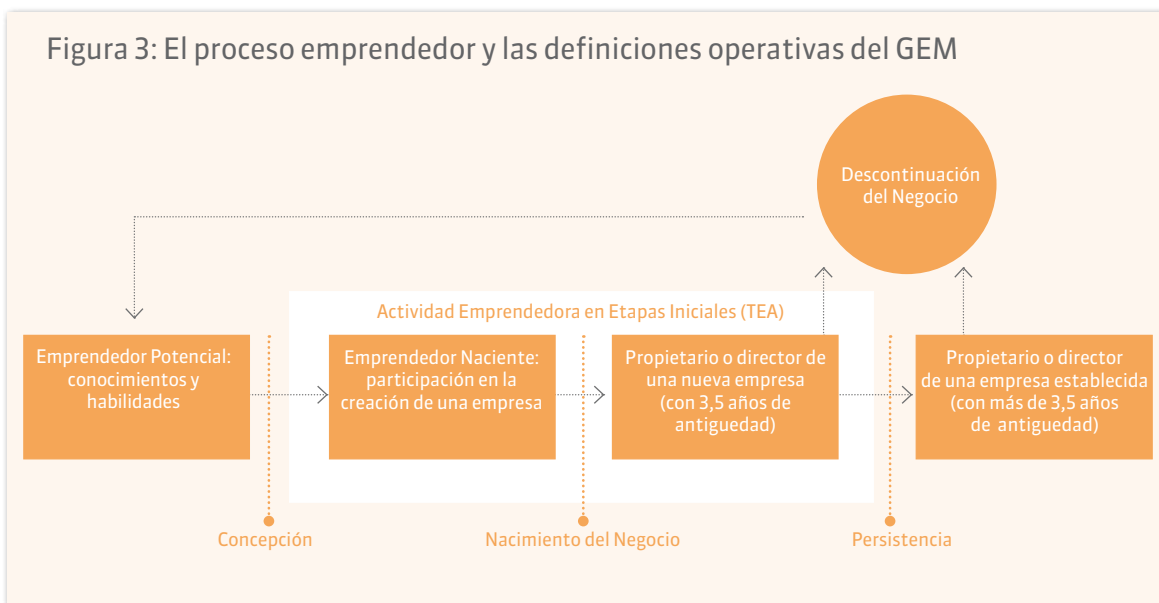 Figura 3: El proceso emprendedor y las definiciones operativas del GEM
Descontinuación
del Negocio
Actividad Emprendedora en Etapas Iniciales (TEA)
Emprendedor Potencial:
conocimientos y
habilidades
Emprendedor Naciente:
participación en la
creación de una empresa
Propietario o director de
una nueva empresa
(con 3,5 años de
antiguedad)
Propietario o director
de una empresa establecida
(con más de 3,5 años
de antiguedad)
Concepción
Nacimiento del Negocio
Persistencia